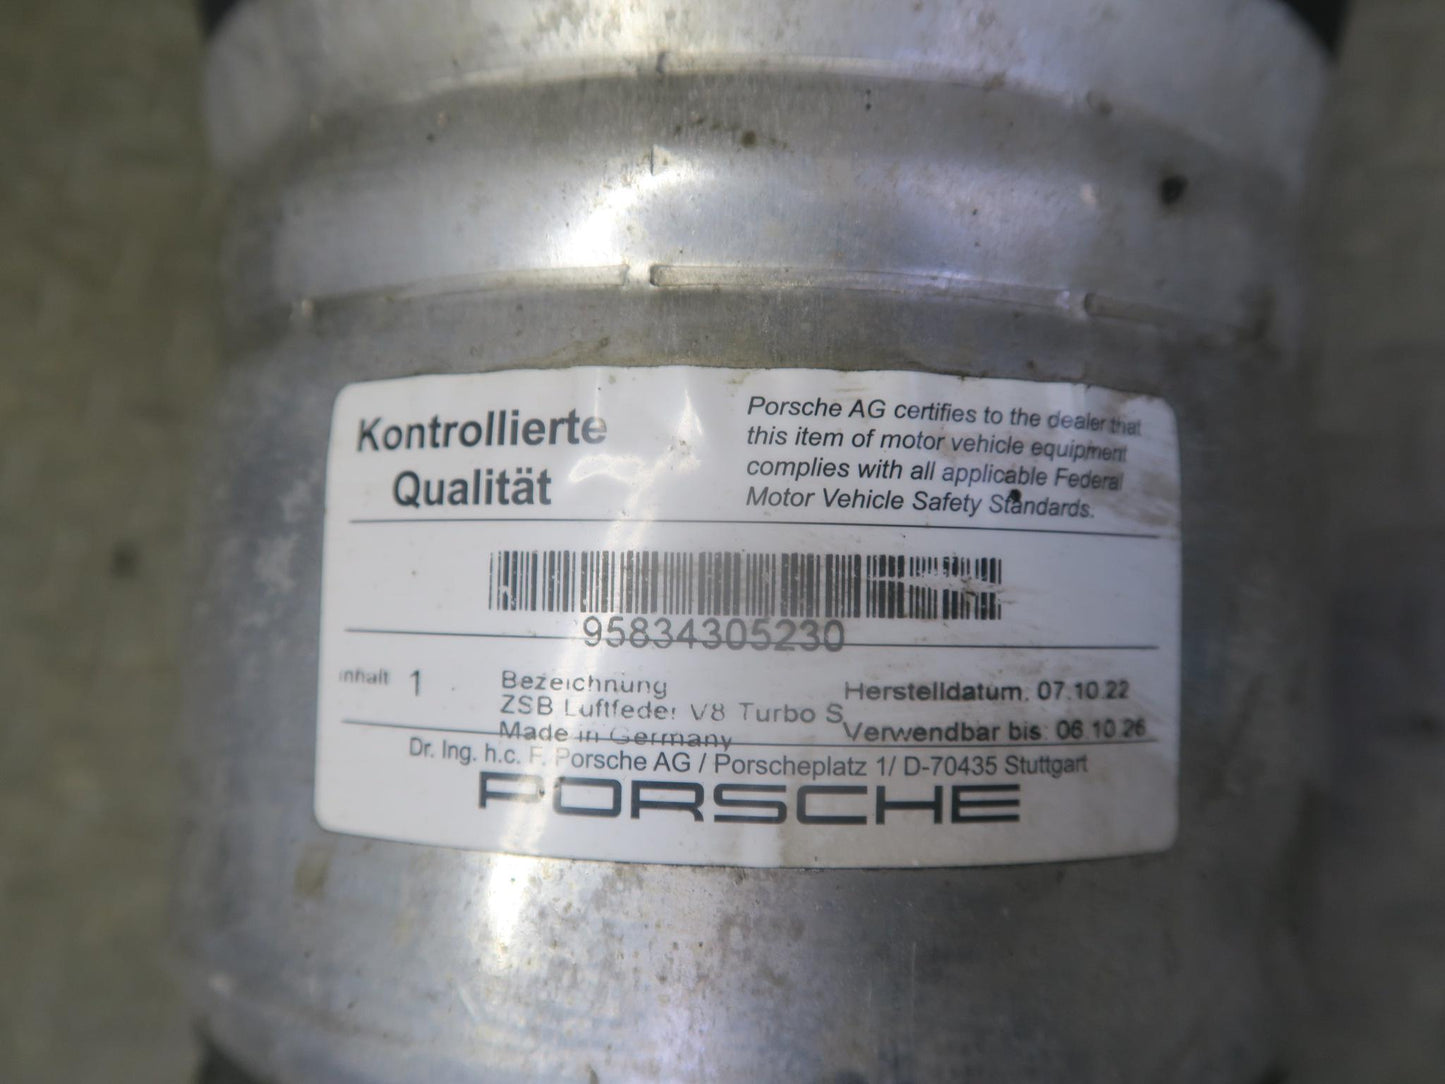 Kontrollierte
Qualität
Porsche AG certifies to the dealer that
this item of motor vehicle equipment
complies with all applicable Federal
Motor Vehicle Safety Standards.
95834305230
Inhalt 1
Bezeichnung
ZSB Luftfeder V8 Turbo S
Made in Germany
Herstelldatum: 07.10.22
Verwendbar bis: 06.10.26
Dr. Ing. h.c. F. Porsche AG / Porscheplatz 1/ D-70435 Stuttgart
PORSCHE